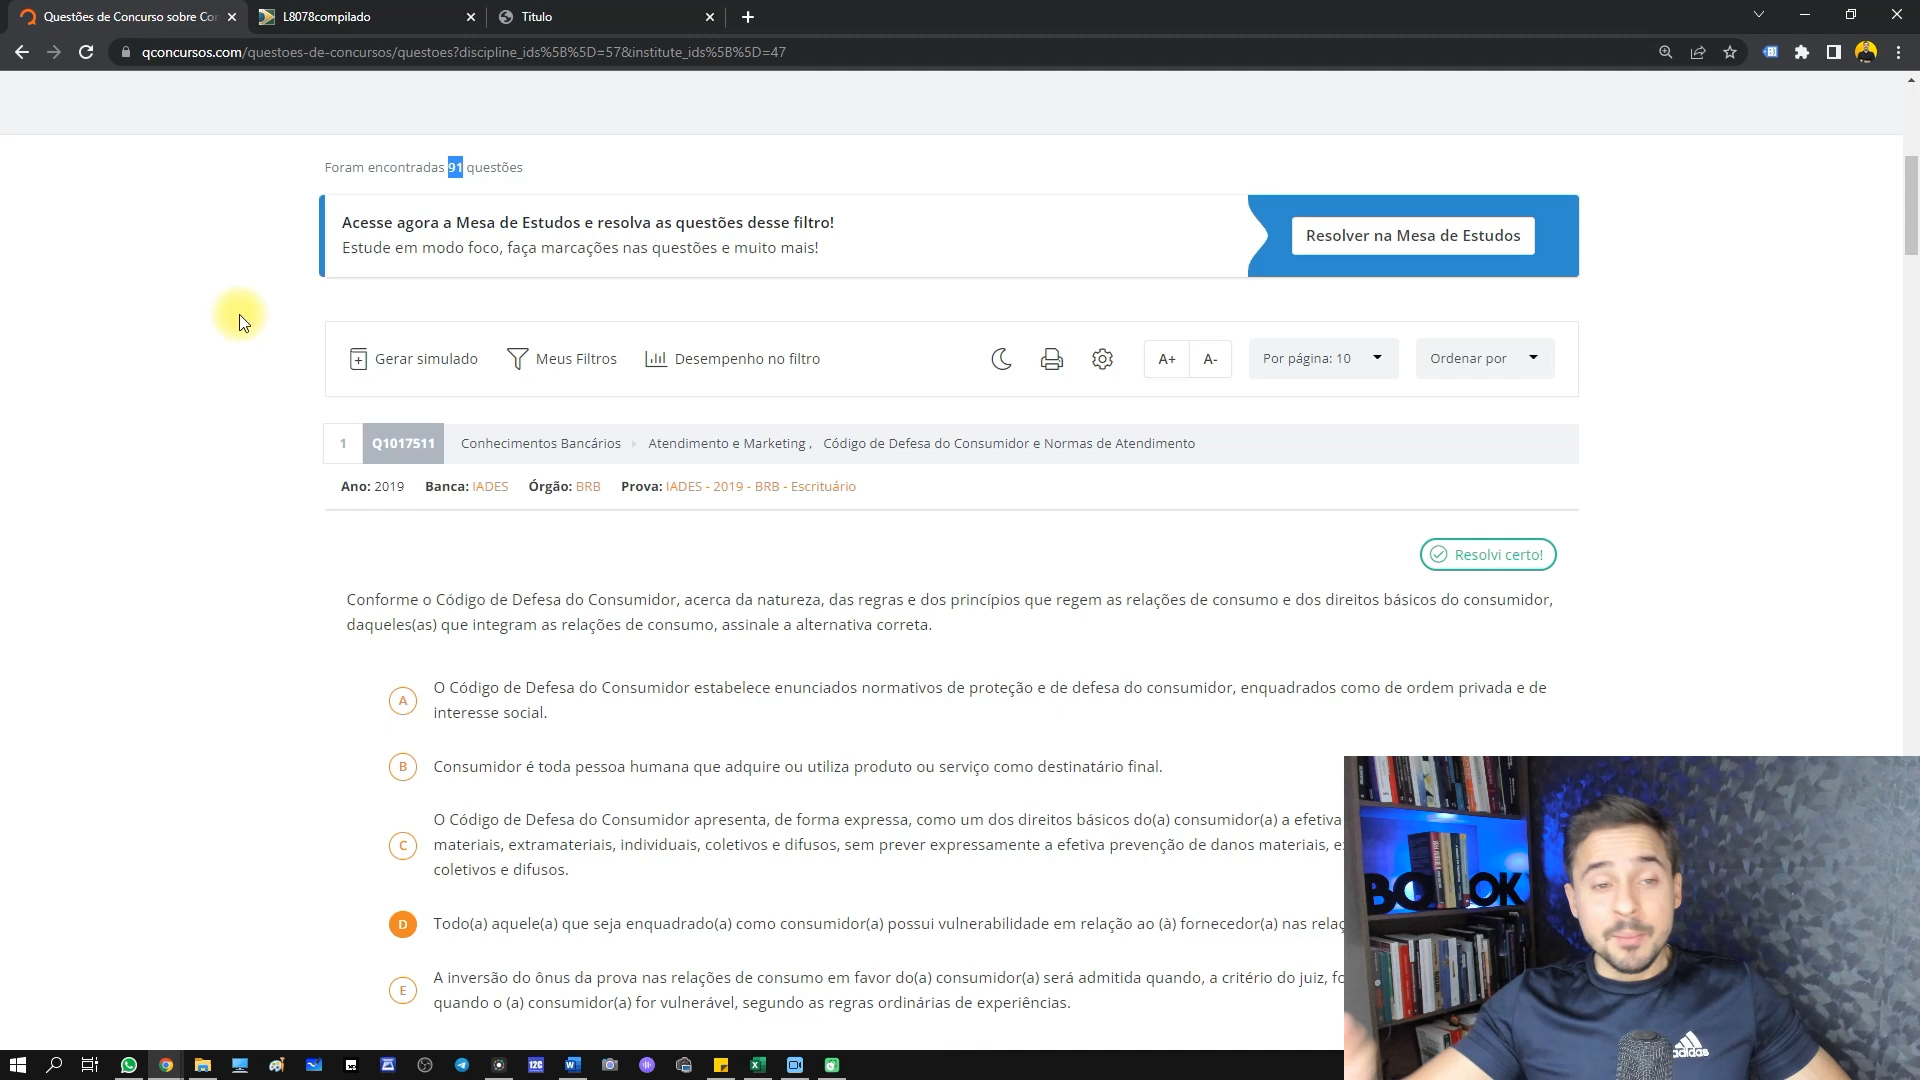 Questões de Concurso sobre Co
L8078compilado
Titulo
qconcursos.com/questoes-de-concursos/questoes?discipline_ids%5B%5D=57&institute_ids%5B%5D=47
Foram encontradas 91 questões
Acesse agora a Mesa de Estudos e resolva as questões desse filtro!
Estude em modo foco, faça marcações nas questões e muito mais!
Resolver na Mesa de Estudos
Gerar simulado
Meus Filtros
Desempenho no filtro
A+
A-
Por página: 10
Ordenar por
1 Q1017511 Conhecimentos Bancários Atendimento e Marketing , Código de Defesa do Consumidor e Normas de Atendimento
Ano: 2019 Banca: IADES Órgão: BRB Prova: IADES - 2019 - BRB - Escriturário
Resolvi certo!
Conforme o Código de Defesa do Consumidor, acerca da natureza, das regras e dos princípios que regem as relações de consumo e dos direitos básicos do consumidor,
daqueles(as) que integram as relações de consumo, assinale a alternativa correta.
A O Código de Defesa do Consumidor estabelece enunciados normativos de proteção e de defesa do consumidor, enquadrados como de ordem privada e de
interesse social.
B Consumidor é toda pessoa humana que adquire ou utiliza produto ou serviço como destinatário final.
O Código de Defesa do Consumidor apresenta, de forma expressa, como um dos direitos básicos do(a) consumidor(a) a efetiva
C materiais, extramateriais, individuais, coletivos e difusos, sem prever expressamente a efetiva prevenção de danos materiais,
coletivos e difusos.
D Todo(a) aquele(a) que seja enquadrado(a) como consumidor(a) possui vulnerabilidade em relação ao (à) fornecedor(a) nas
E A inversão do ônus da prova nas relações de consumo em favor do(a) consumidor(a) será admitida quando, a critério do juiz,
quando o (a) consumidor(a) for vulnerável, segundo as regras ordinárias de experiências.
BOOK
adidas
12C